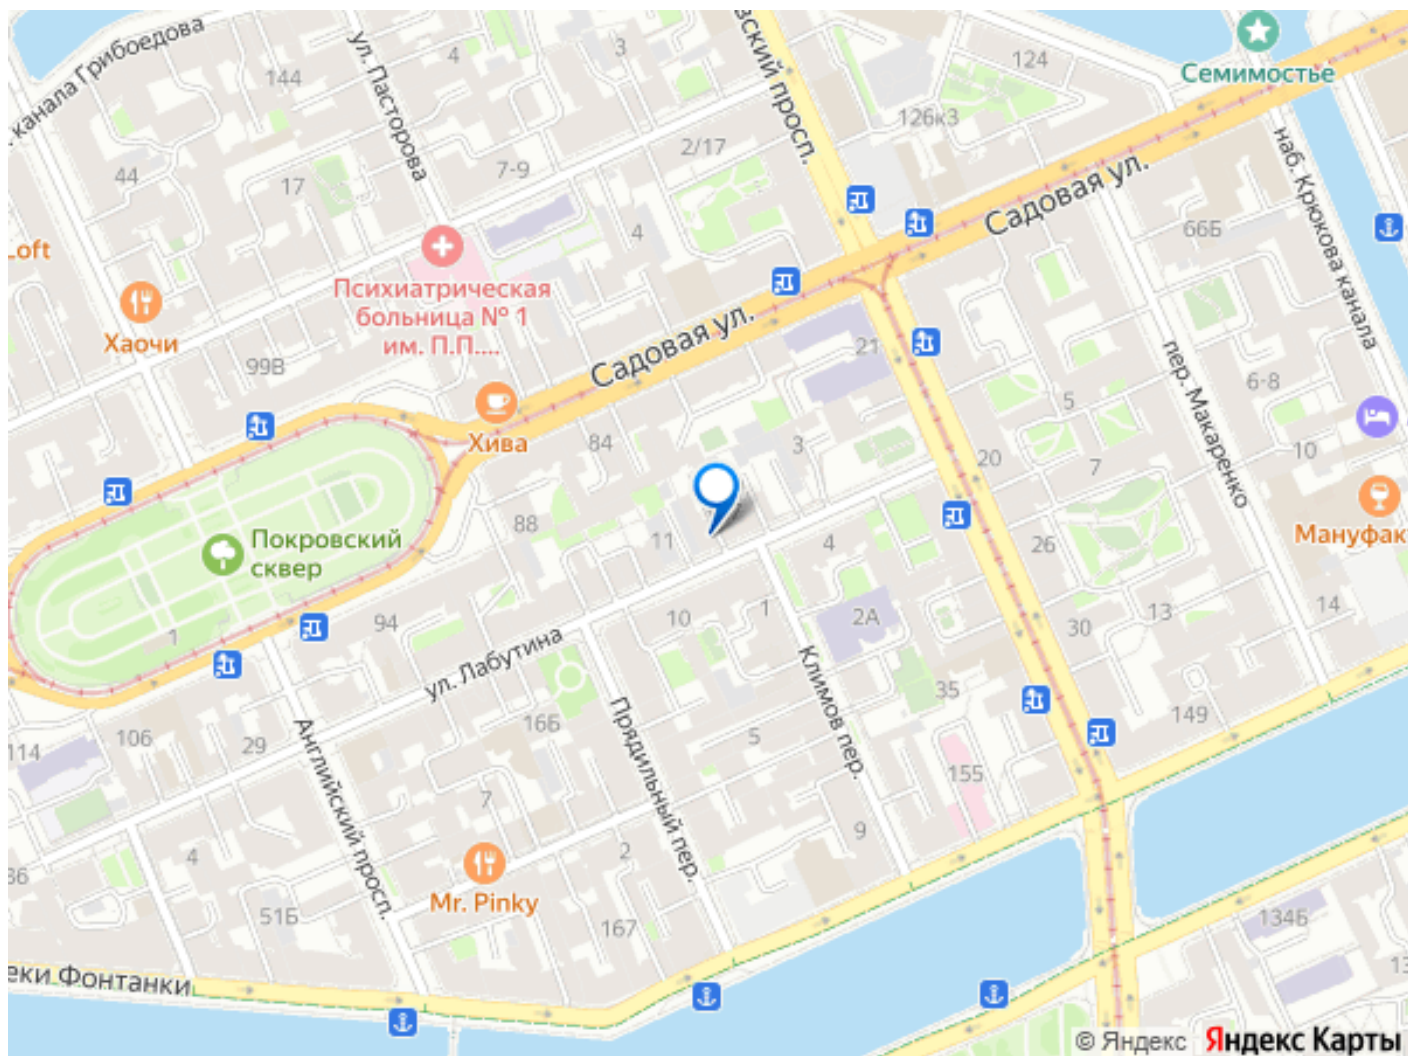 канала Грибоедова
ул. Пасторова
4
3
144
вский просп.
124
Семимостье
126к3
2/17
7-9
44
17
наб. Крюкова канала
Садовая ул.
66Б
4
Loft
Психиатрическая
больница № 1
им. П.П....
Хаочи
99В
Садовая ул.
21
пер. Макаренко
6-8
5
Хива
84
3
20
7
10
88
11
4
26
Мануфак
Покровский
сквер
1
94
10
1
2А
13
14
30
ул. Лабутина
Климов пер.
35
16Б
Прядильный пер.
149
114
106
29
Английский просп.
5
155
7
9
4
2
36
Mr. Pinky
51Б
167
134Б
13
еки Фонтанки
© Яндекс Яндекс Карты